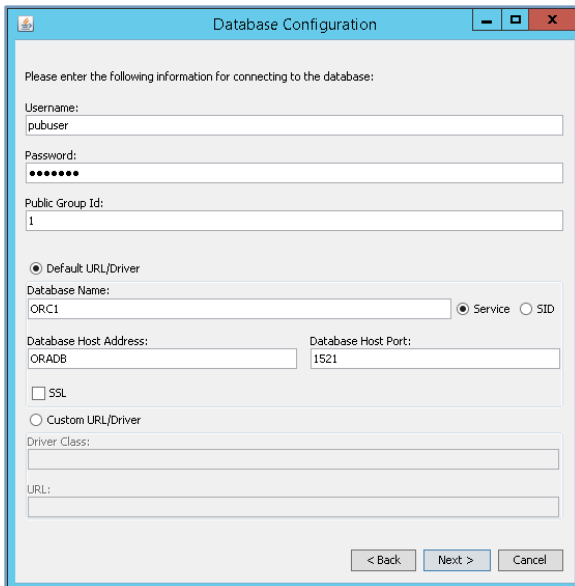 Database Configuration
Please enter the following information for connecting to the database:
Username:
pubuser
Password:
•••••••
Public Group Id:
1
Default URL/Driver
Database Name:
ORC1 Service SID
Database Host Address: Database Host Port:
ORADB 1521
SSL
Custom URL/Driver
Driver Class:
URL:
< Back Next > Cancel